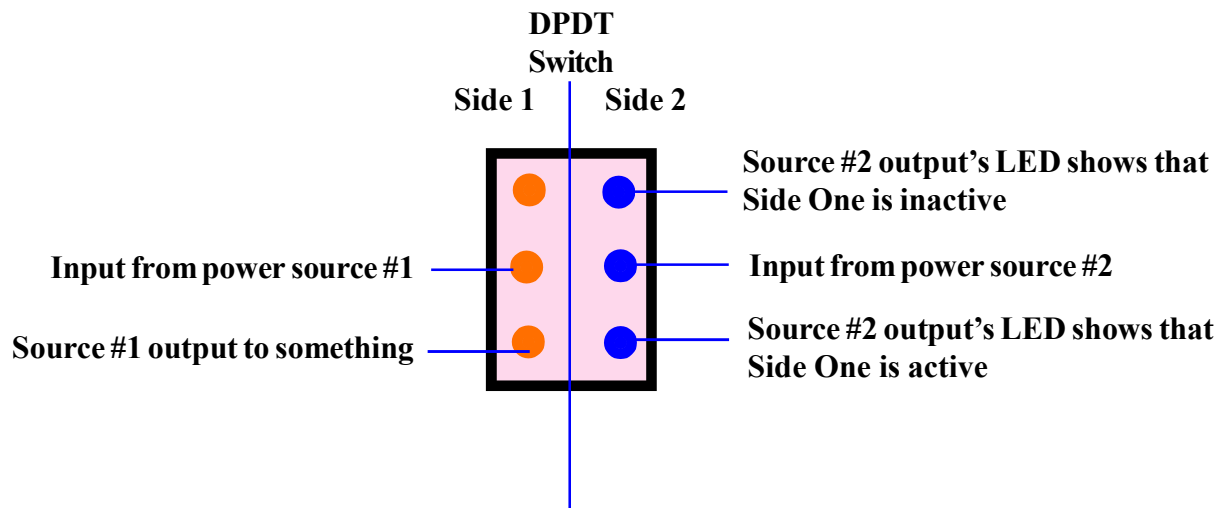 DPDT
Switch
Side 1
Side 2
Source #2 output’s LED shows that
Side One is inactive
Input from power source #1
Input from power source #2
Source #1 output to something
Source #2 output’s LED shows that
Side One is active